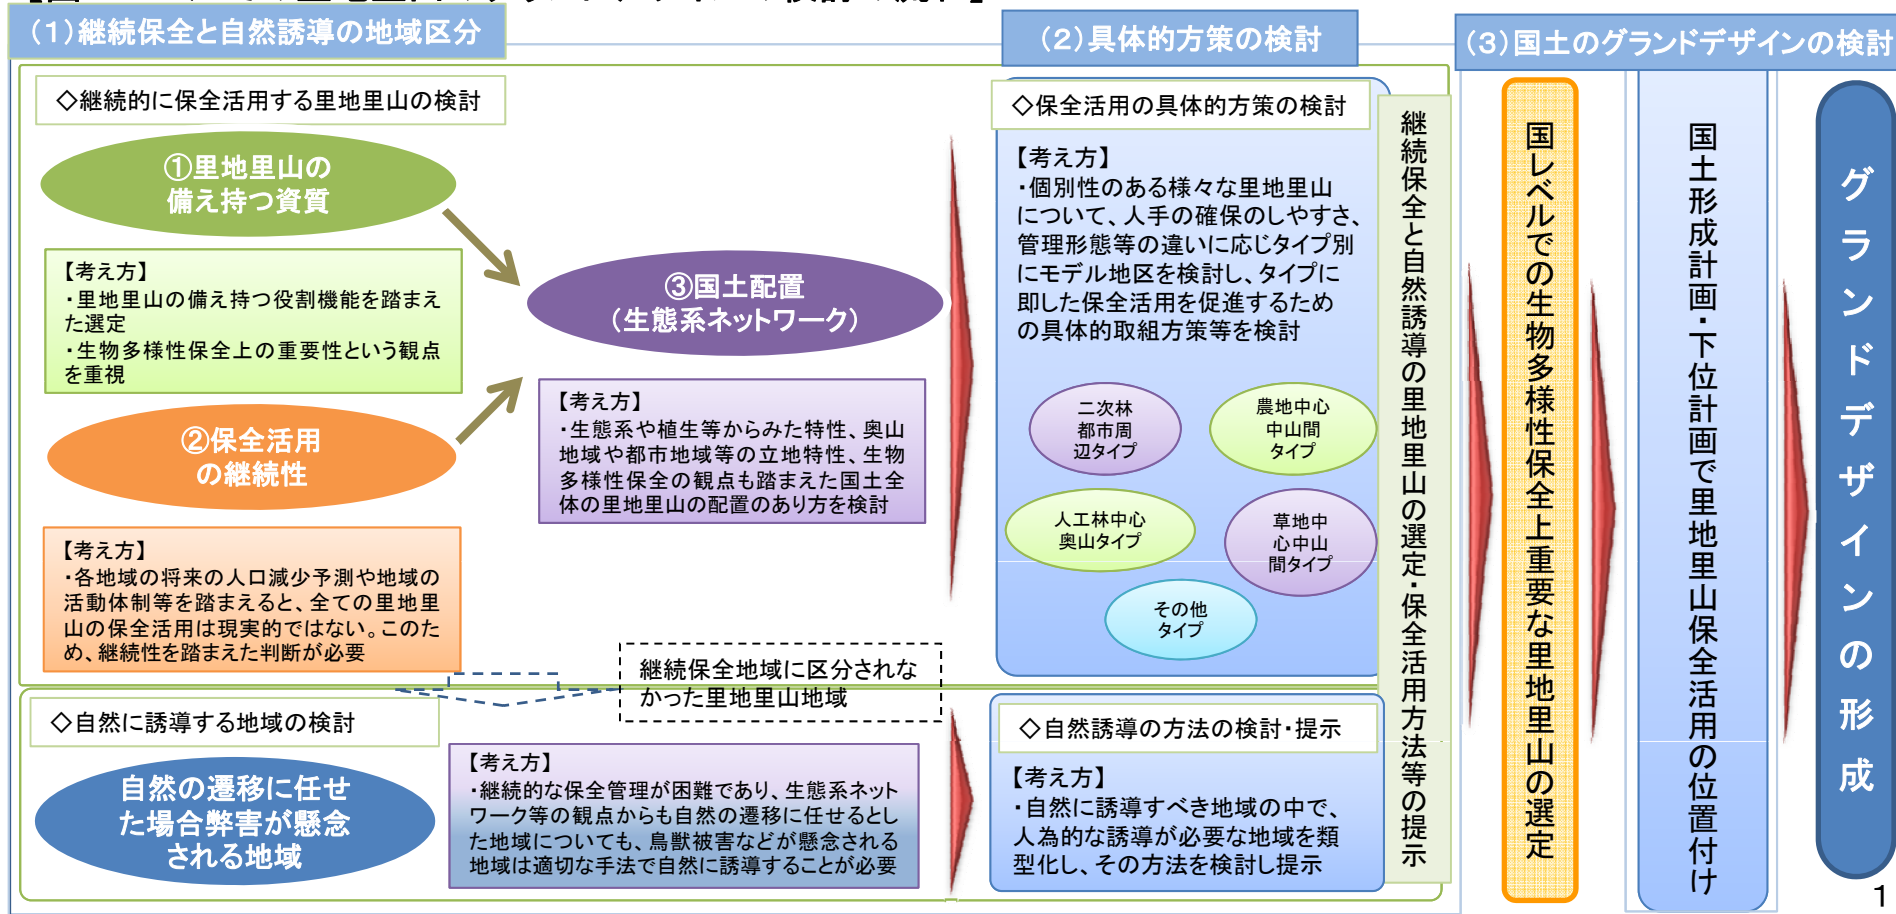 (1)継続保全と自然誘導の地域区分
(2)具体的方策の検討
(3)国土のグランドデザインの検討
◇継続的に保全活用する里地里山の検討
①里地里山の
備え持つ資質
【考え方】
・里地里山の備え持つ役割機能を踏まえ
た選定
・生物多様性保全上の重要性という観点
を重視
②保全活用
の継続性
【考え方】
・各地域の将来の人口減少予測や地域の
活動体制等を踏まえると、全ての里地里
山の保全活用は現実的ではない。このた
め、継続性を踏まえた判断が必要
③国土配置
(生態系ネットワーク)
【考え方】
・生態系や植生等からみた特性、奥山
地域や都市地域等の立地特性、生物
多様性保全の観点も踏まえた国土全
体の里地里山の配置のあり方を検討
継続保全地域に区分されな
かった里地里山地域
◇自然に誘導する地域の検討
自然の遷移に任せ
た場合弊害が懸念
される地域
【考え方】
・継続的な保全管理が困難であり、生態系ネット
ワーク等の観点からも自然の遷移に任せるとし
た地域についても、鳥獣被害などが懸念される
地域は適切な手法で自然に誘導することが必要
◇保全活用の具体的方策の検討
【考え方】
・個別性のある様々な里地里山
について、人手の確保のしやすさ、
管理形態等の違いに応じタイプ別
にモデル地区を検討し、タイプに
即した保全活用を促進するため
の具体的取組方策等を検討
二次林
都市周
辺タイプ
農地中心
中山間
タイプ
人工林中心
奥山タイプ
草地中
心中山
間タイプ
その他
タイプ
◇自然誘導の方法の検討・提示
【考え方】
・自然に誘導すべき地域の中で、
人為的な誘導が必要な地域を類
型化し、その方法を検討し提示
継続保全と自然誘導の里地里山の選定・保全活用方法等の提示
国レベルでの生物多様性保全上重要な里地里山の選定
国土形成計画・下位計画で里地里山保全活用の位置付け
グランドデザインの形成
1